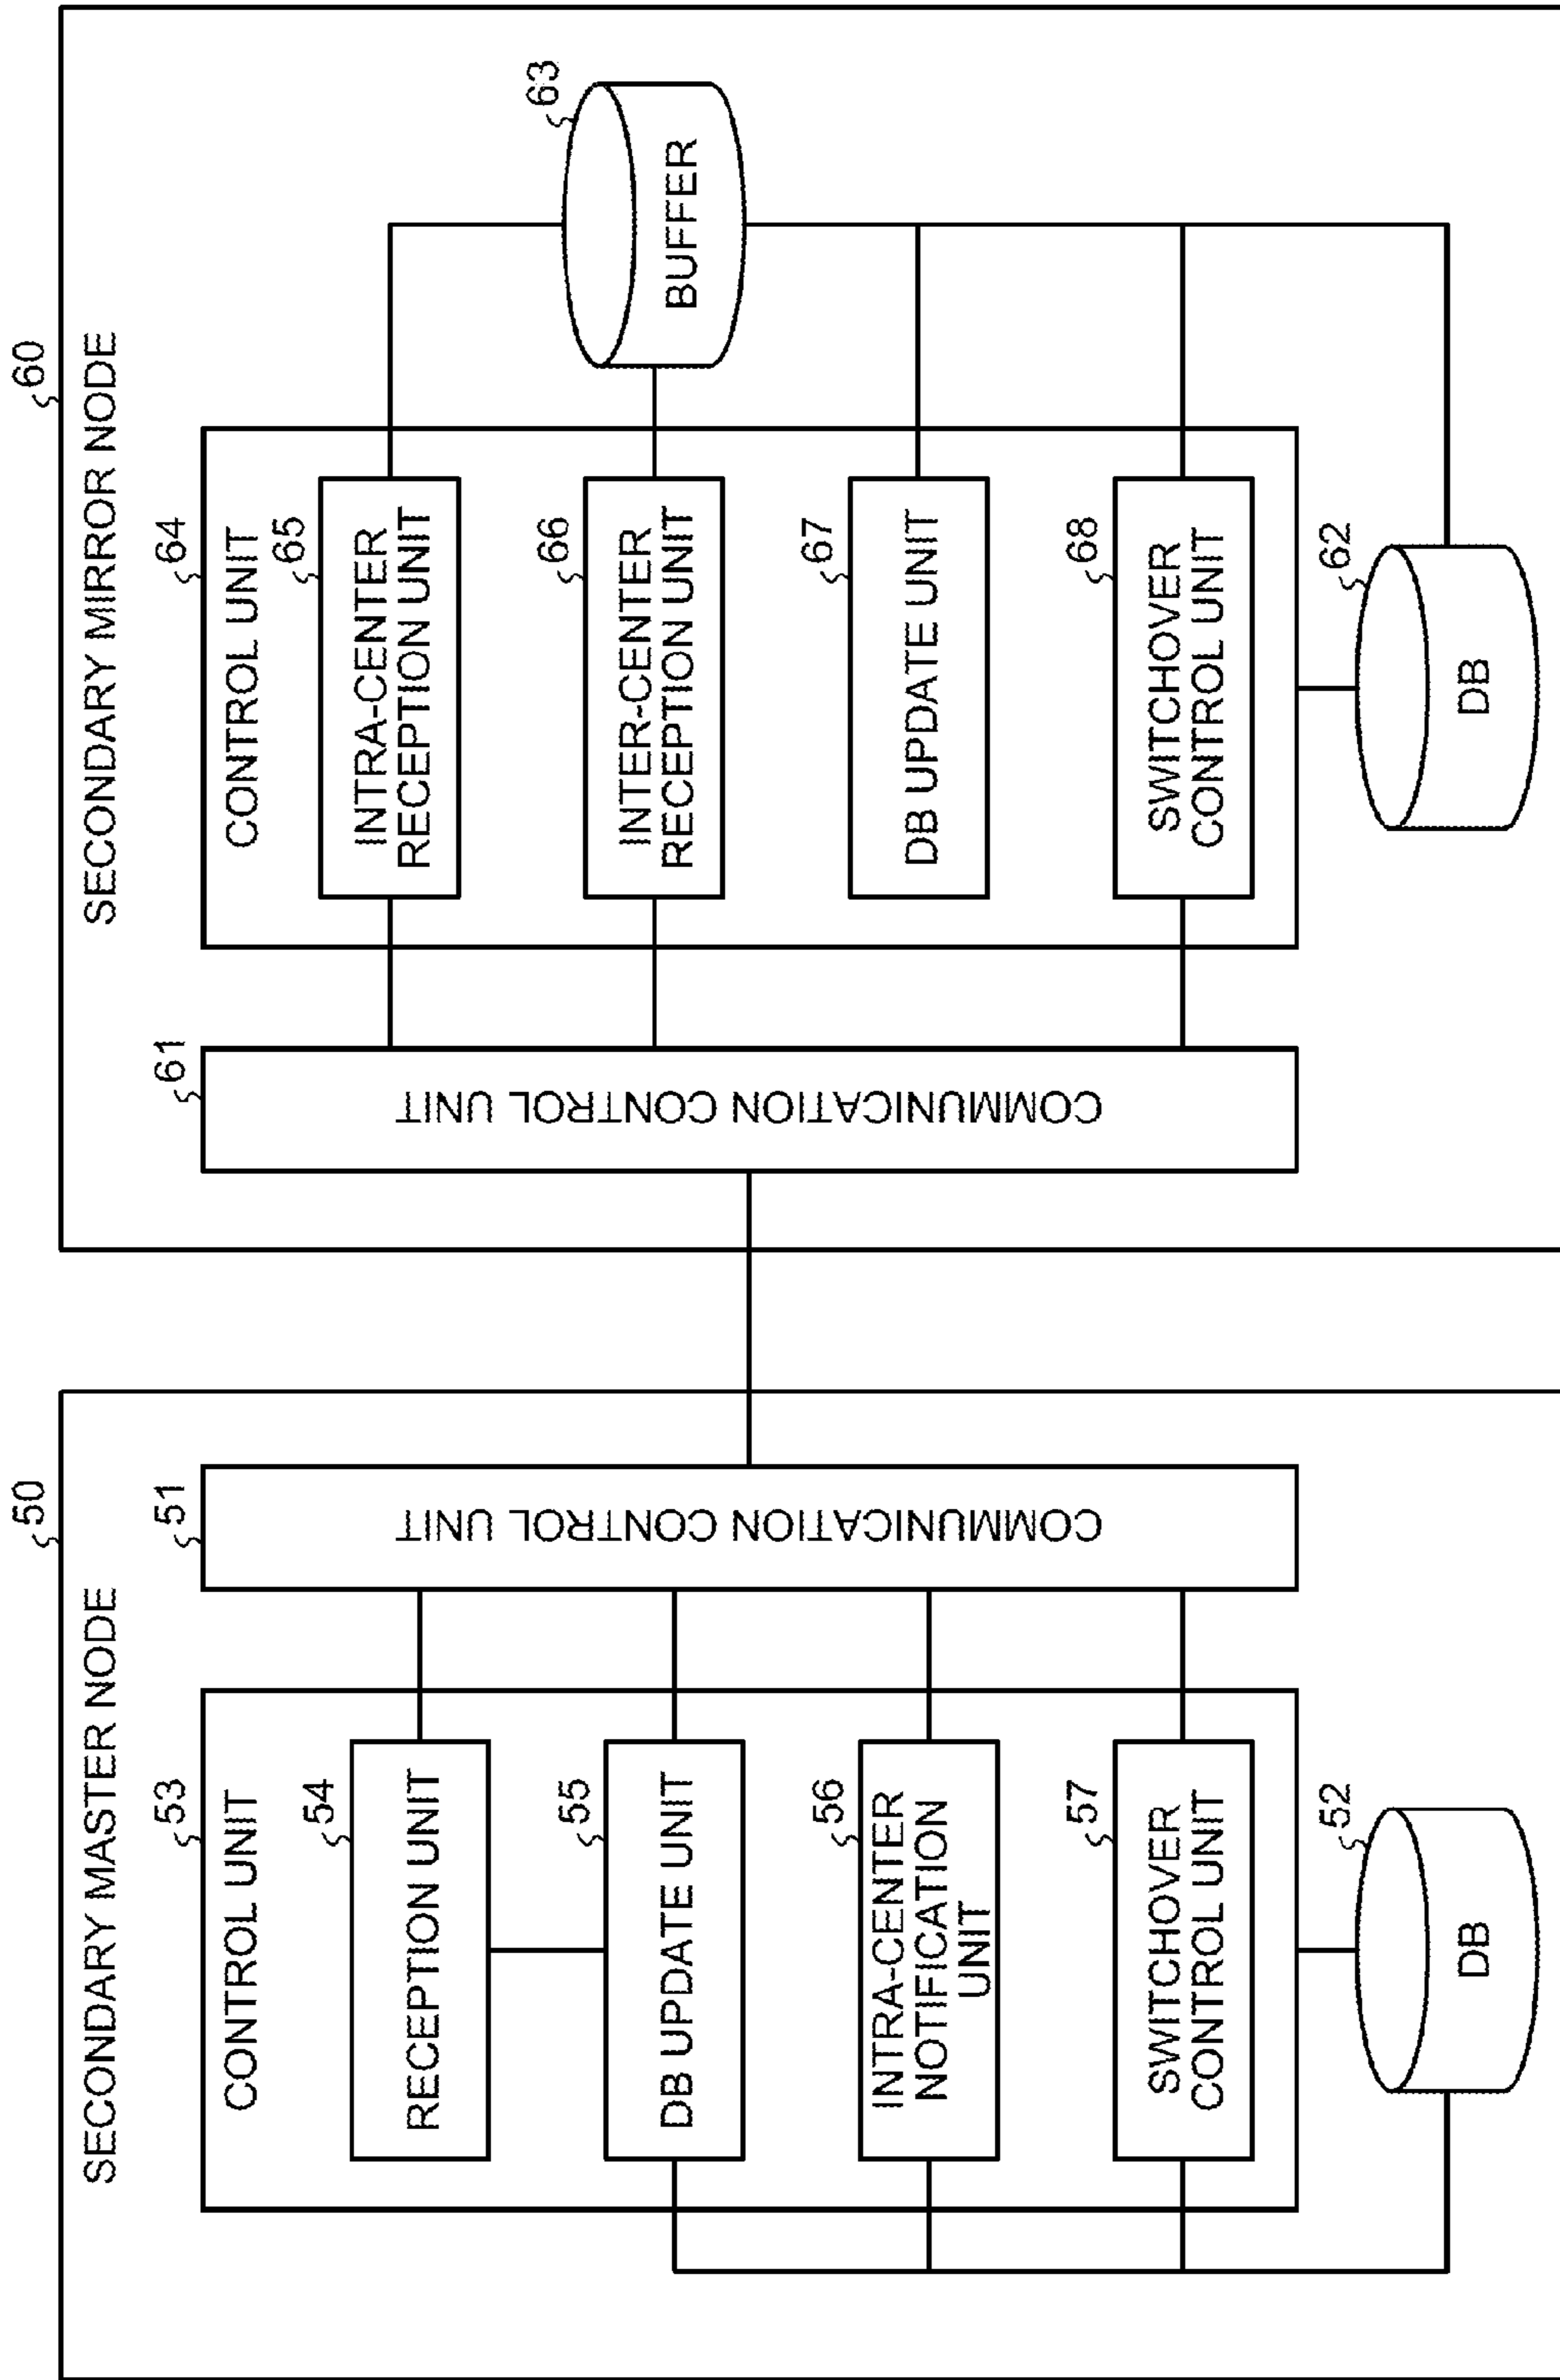 50
SECONDARY MASTER NODE
53
CONTROL UNIT
54
RECEPTION UNIT
55
DB UPDATE UNIT
56
INTRA-CENTER
NOTIFICATION
UNIT
57
SWITCHOVER
CONTROL UNIT
52
DB
51
COMMUNICATION CONTROL UNIT
60
SECONDARY MIRROR NODE
61
COMMUNICATION CONTROL UNIT
64
CONTROL UNIT
65
INTRA-CENTER
RECEPTION UNIT
66
INTER-CENTER
RECEPTION UNIT
67
DB UPDATE UNIT
68
SWITCHOVER
CONTROL UNIT
62
DB
63
BUFFER